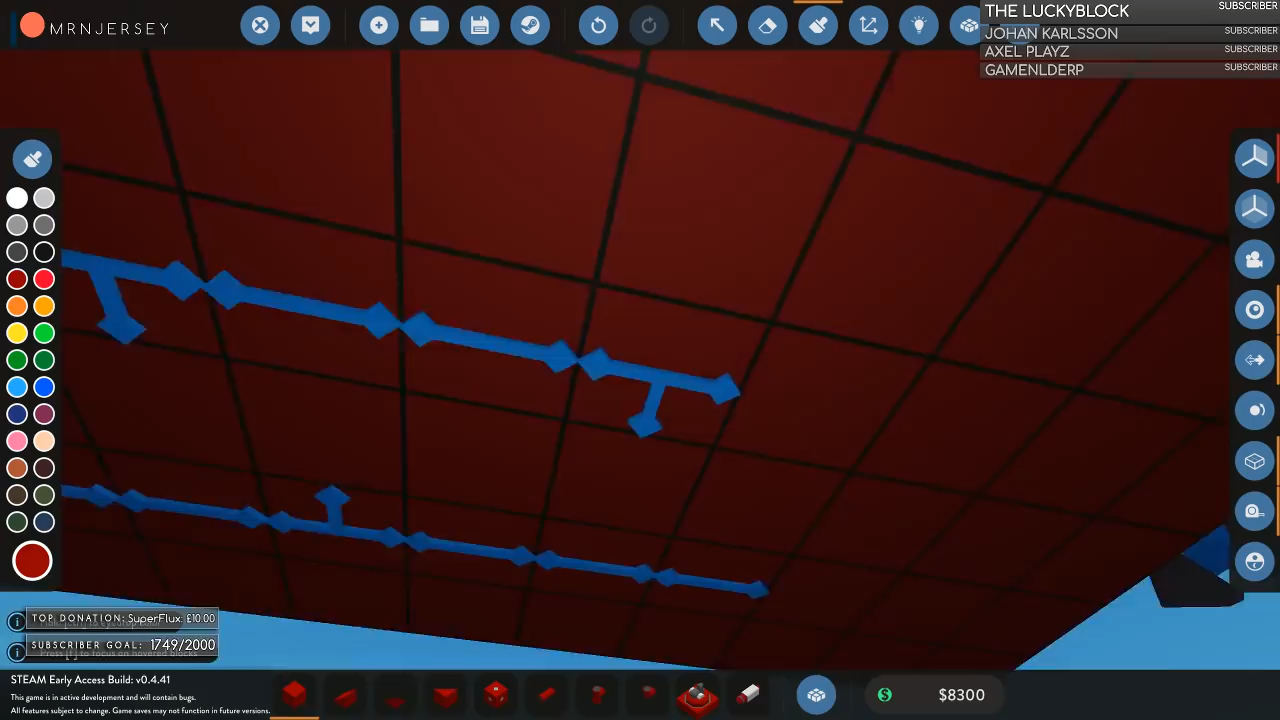 MRNJERSEY
THE LUCKYBLOCK SUBSCRIBER
JOHAN KARLSSON SUBSCRIBER
AXEL PLAYZ SUBSCRIBER
GAMENLDERP SUBSCRIBER
TOP DONATION: SuperFlux: £10.00
SUBSCRIBER GOAL: 1749/2000
STEAM Early Access Build: v0.4.41
This game is in active development and will contain bugs.
All features subject to change. Game saves may not function in future versions.
$8300